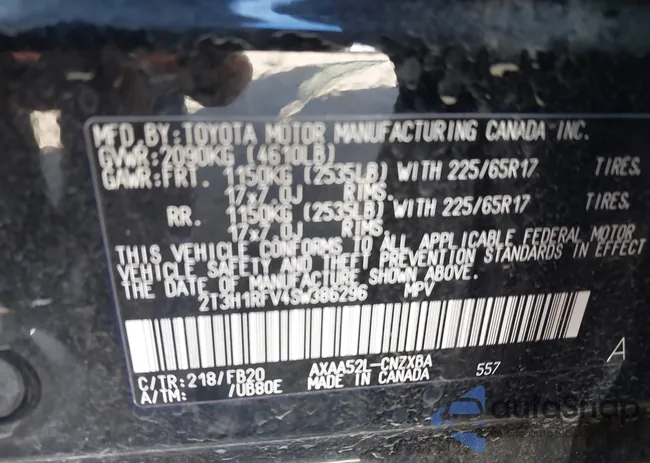 MFD. BY: TOYOTA MOTOR MANUFACTURING CANADA INC.
GVWR: 2090KG (4610LB)
GAWR: FRT. 1150KG (2535LB) WITH 225/65R17 TIRES.
17x7.0J RIMS.
RR. 1150KG (2535LB) WITH 225/65R17 TIRES.
17x7.0J RIMS.
THIS VEHICLE CONFORMS TO ALL APPLICABLE FEDERAL MOTOR
VEHICLE SAFETY AND THEFT PREVENTION STANDARDS IN EFFECT
THE DATE OF MANUFACTURE SHOWN ABOVE.
2T3H1RFV4SW386296 MPV
C/TR: 218/FB20 AXAA52L-CNZXBA 557 A
A/TM: /UB80E MADE IN CANADA
autoSnap